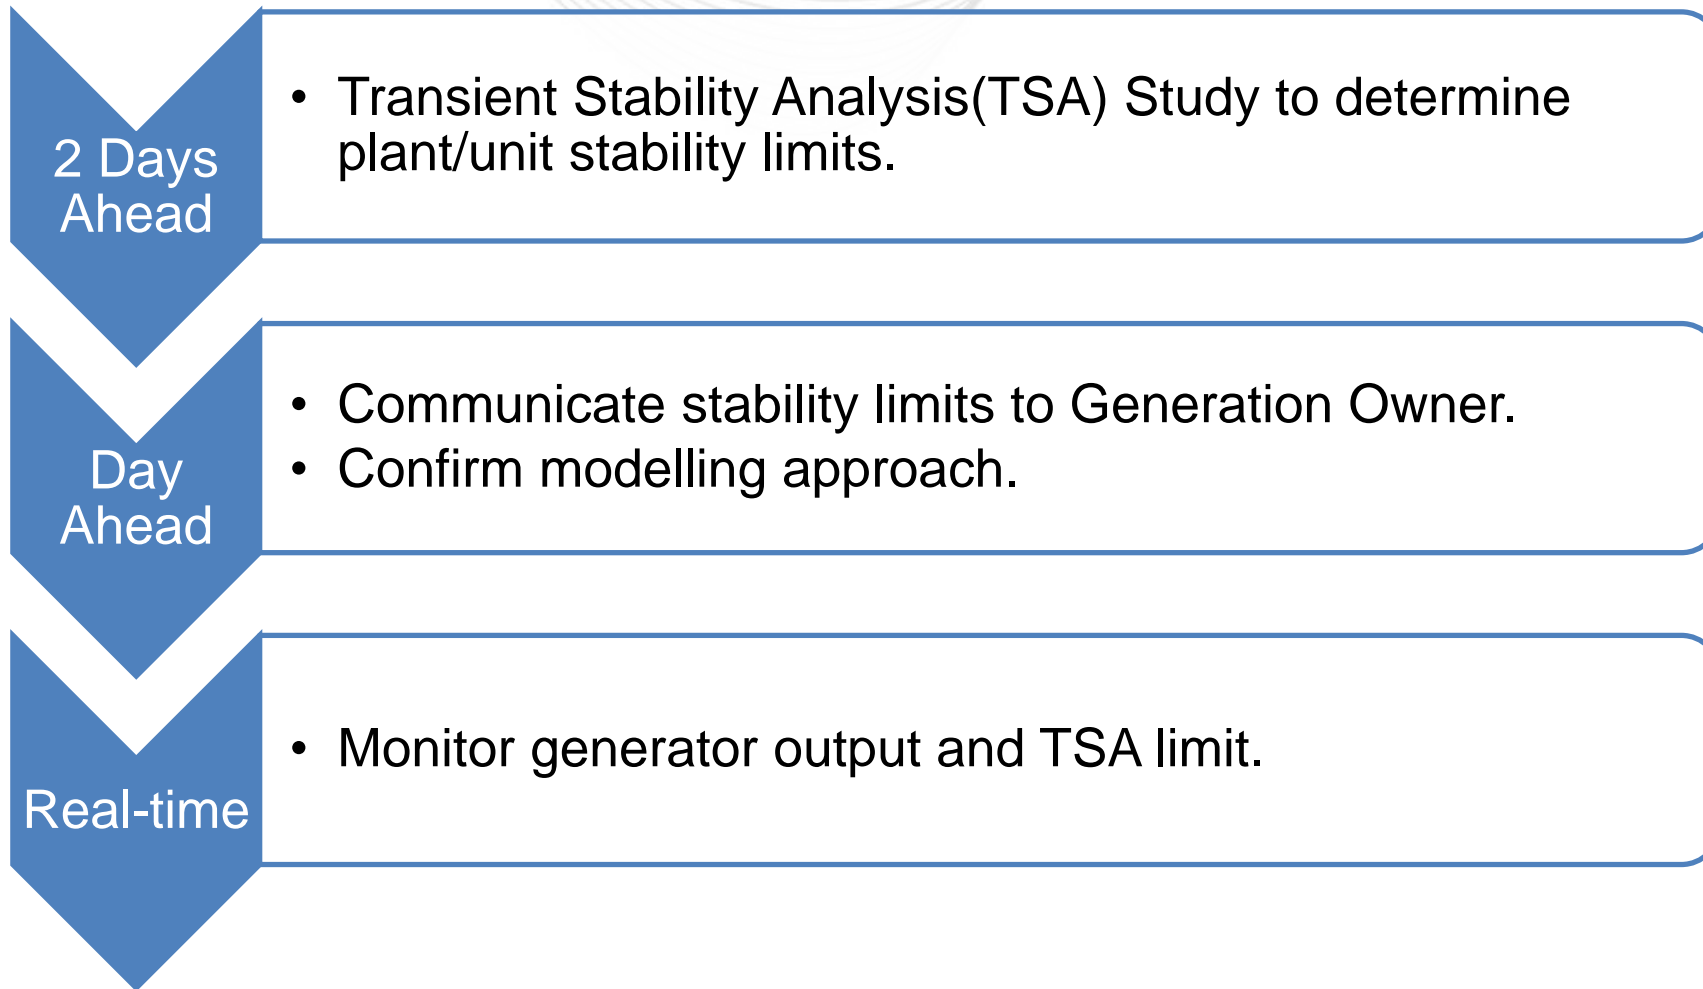 2 Days
Ahead
• Transient Stability Analysis(TSA) Study to determine
plant/unit stability limits.
Day
Ahead
• Communicate stability limits to Generation Owner.
• Confirm modelling approach.
Real-time
• Monitor generator output and TSA limit.